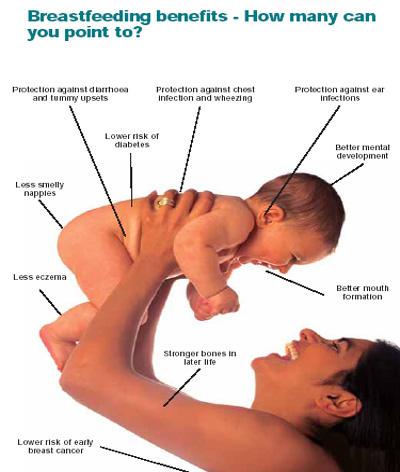 Breastfeeding benefits - How many can
you point to?
Protection against diarrhoea
and tummy upsets
Protection against chest
infection and wheezing
Protection against ear
infections
Lower risk of
diabetes
Better mental
development
Less smelly
nappies
Less eczema
Better mouth
formation
Stronger bones in
later life
Lower risk of early
breast cancer